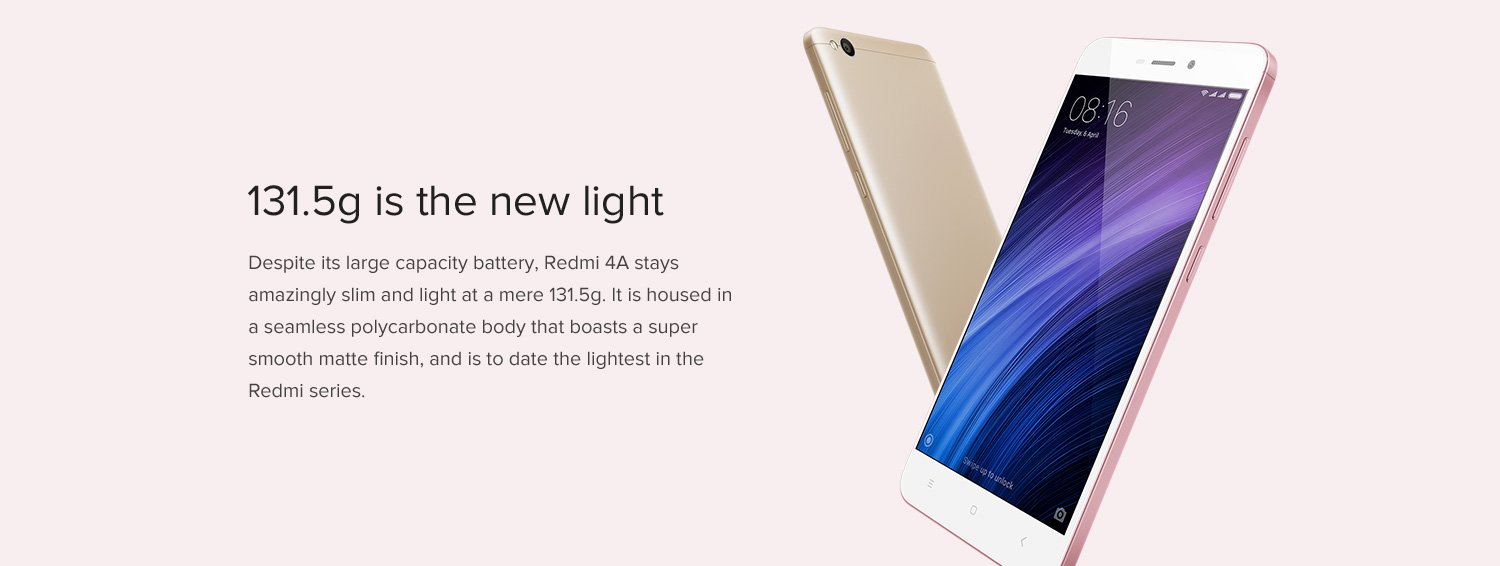 131.5g is the new light
Despite its large capacity battery, Redmi 4A stays
amazingly slim and light at a mere 131.5g. It is housed in
a seamless polycarbonate body that boasts a super
smooth matte finish, and is to date the lightest in the
Redmi series.
08:16
Tuesday, 6 April
Swipe up to unlock